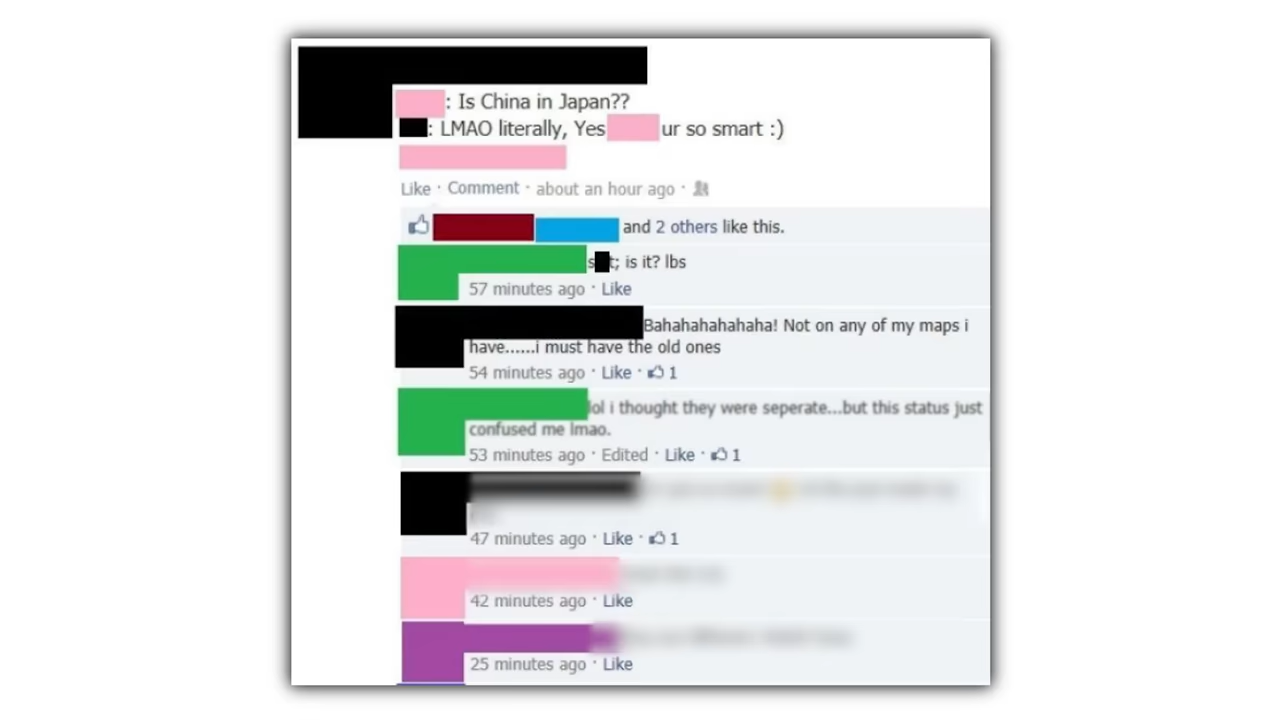 : Is China in Japan??
: LMAO literally, Yes ur so smart :)
Like · Comment · about an hour ago ·
and 2 others like this.
s t; is it? lbs
57 minutes ago · Like
Bahahahahahaha! Not on any of my maps i
have......i must have the old ones
54 minutes ago · Like · 1
lol i thought they were seperate...but this status just
confused me lmao.
53 minutes ago · Edited · Like · 1
47 minutes ago · Like · 1
42 minutes ago · Like
25 minutes ago · Like